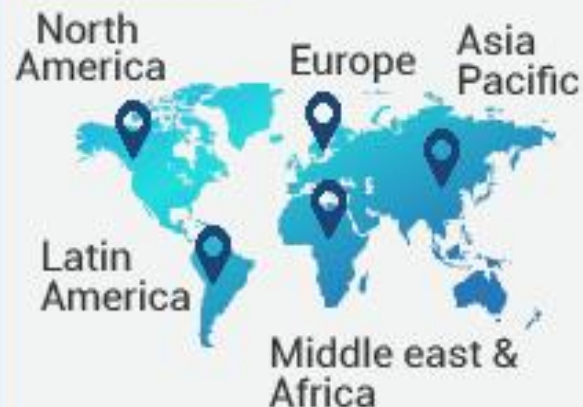 North
America
Europe
Asia
Pacific
Latin
America
Middle east &
Africa